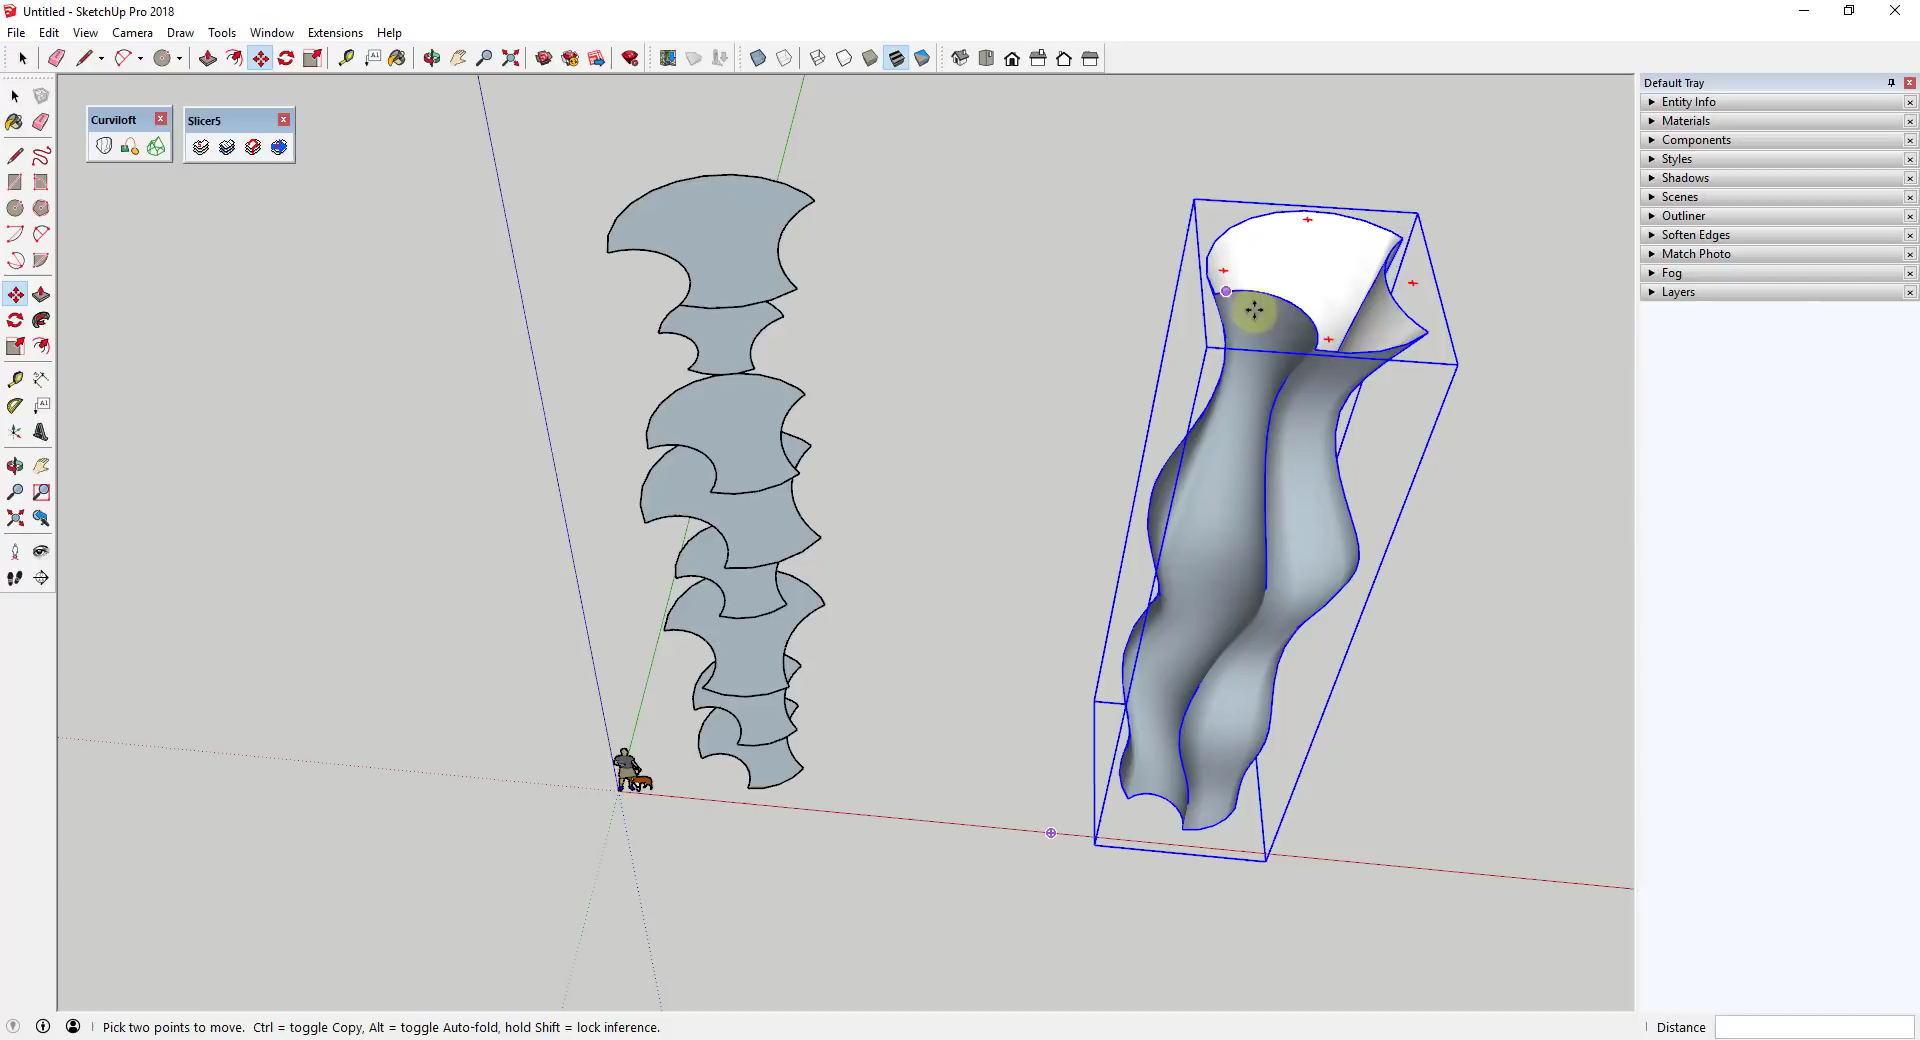 Untitled - SketchUp Pro 2018
File Edit View Camera Draw Tools Window Extensions Help
Default Tray
Entity Info
Materials
Components
Styles
Shadows
Scenes
Outliner
Soften Edges
Match Photo
Fog
Layers
Curviloft
Slicer5
Pick two points to move. Ctrl = toggle Copy, Alt = toggle Auto-fold, hold Shift = lock inference.
Distance